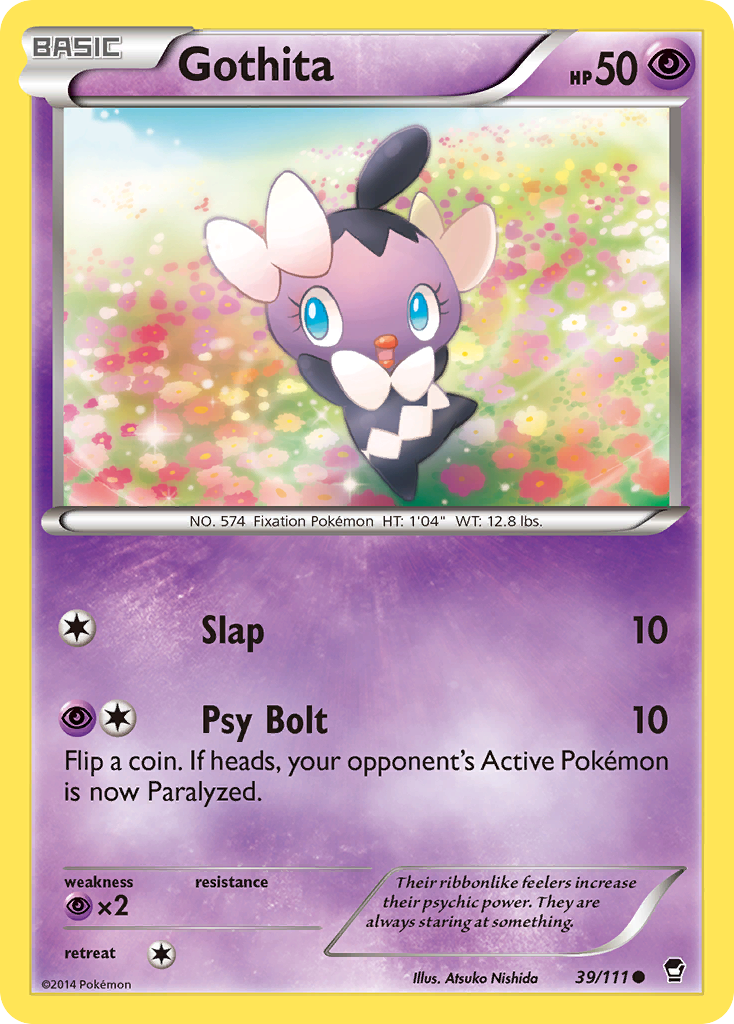 BASIC
Gothita
HP 50
NO. 574 Fixation Pokémon HT: 1'04" WT: 12.8 lbs.
Slap 10
Psy Bolt 10
Flip a coin. If heads, your opponent's Active Pokémon
is now Paralyzed.
weakness resistance
×2
Their ribbonlike feelers increase
their psychic power. They are
always staring at something.
retreat
©2014 Pokémon
Illus. Atsuko Nishida 39/111